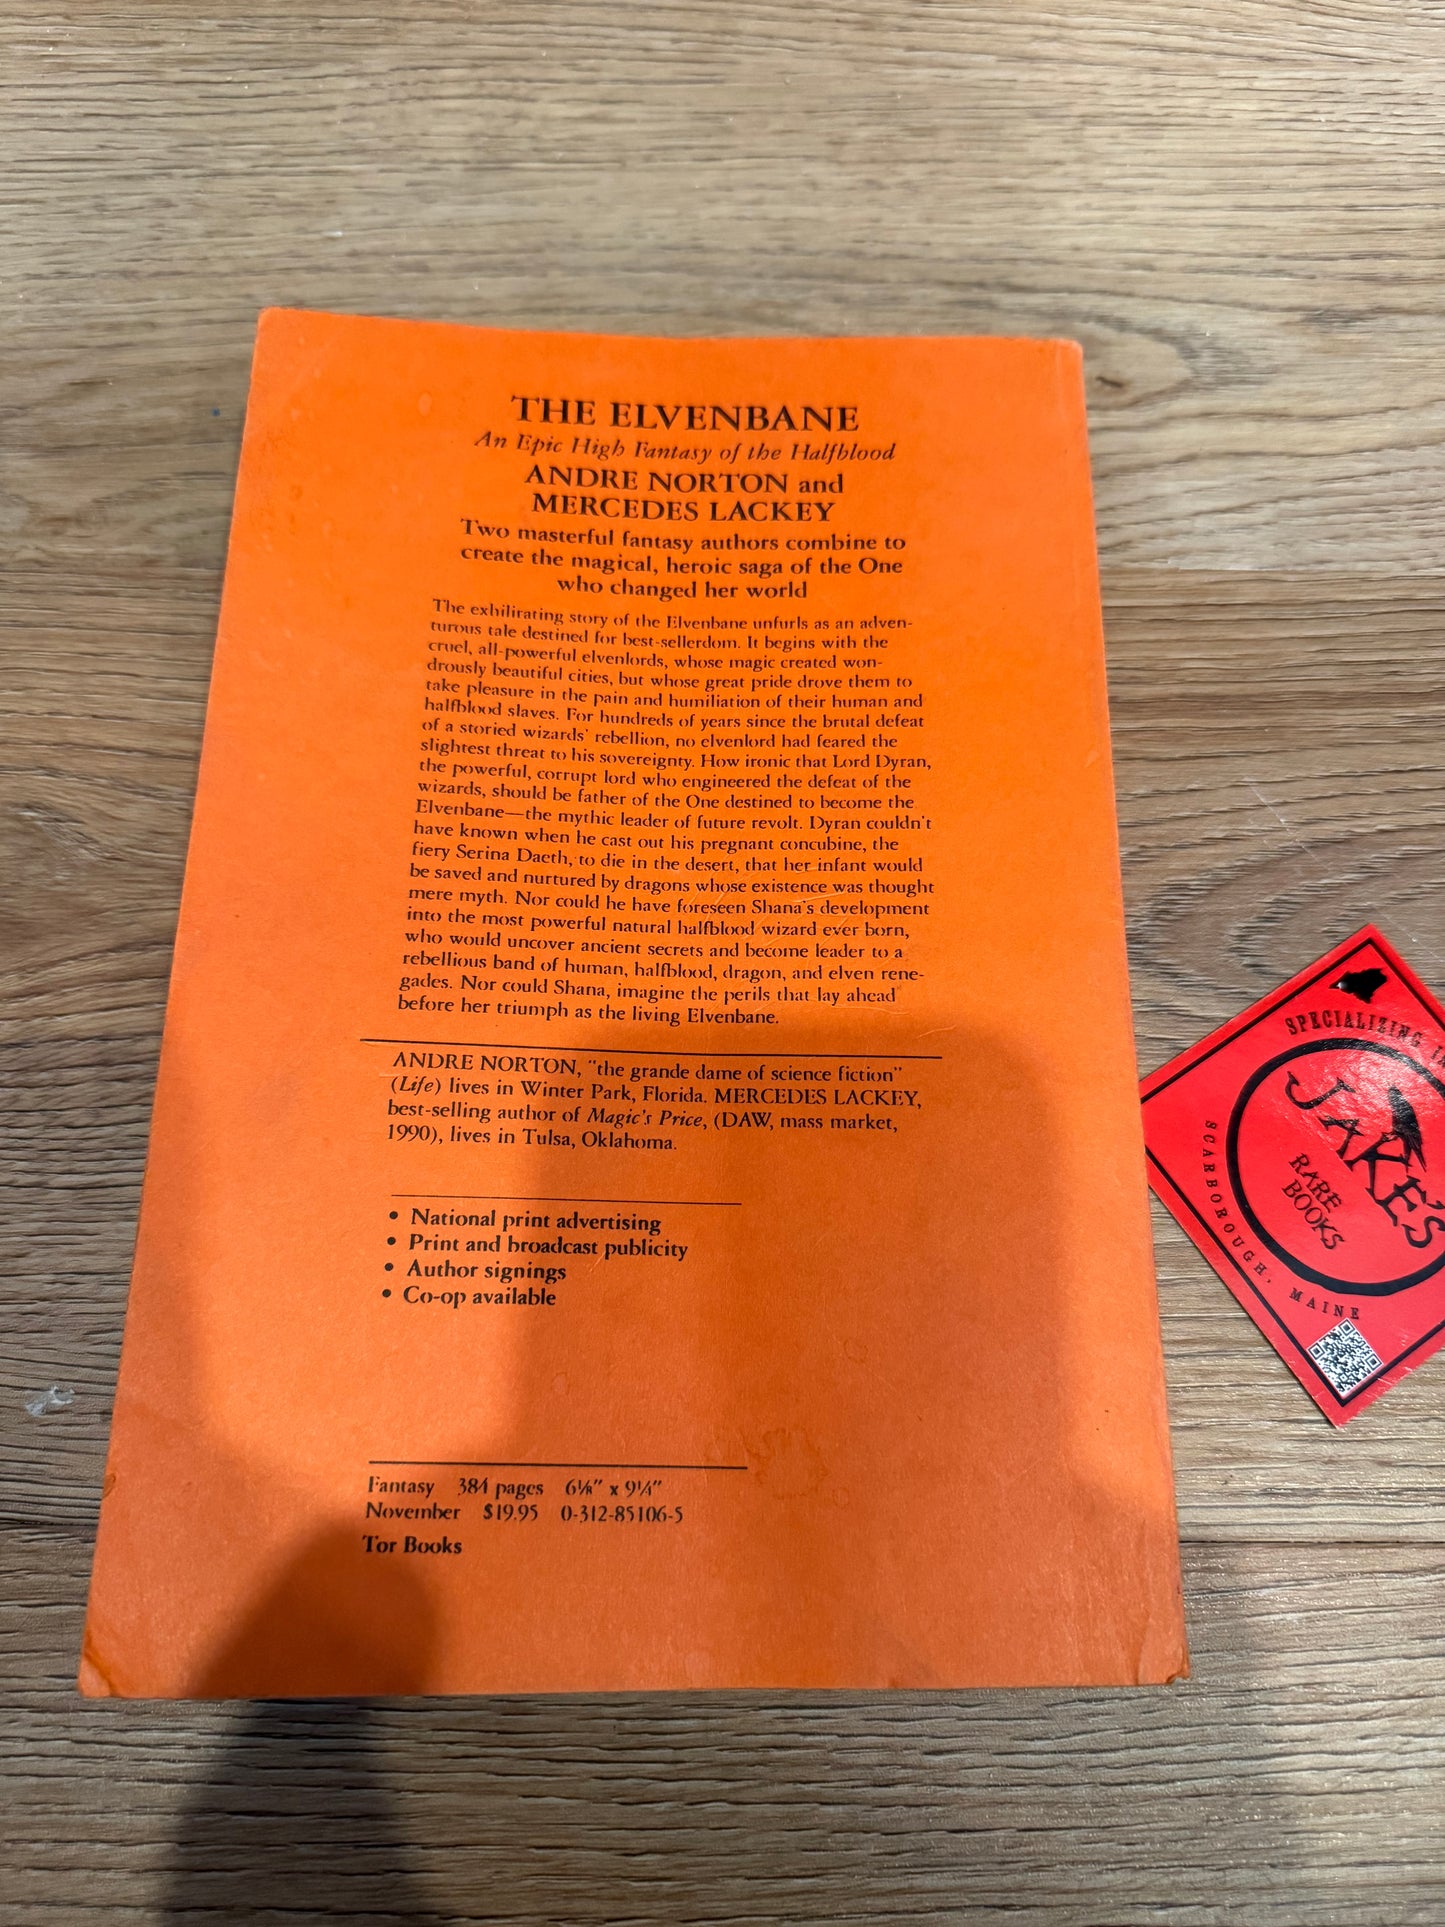 THE ELVENBANE
An Epic High Fantasy of the Halfblood
ANDRE NORTON and
MERCEDES LACKEY
Two masterful fantasy authors combine to
create the magical, heroic saga of the One
who changed her world
The exhilirating story of the Elvenbane unfurls as an adven-
turous tale destined for best-sellerdom. It begins with the
cruel, all-powerful elvenlords, whose magic created won-
drously beautiful cities, but whose great pride drove them to
take pleasure in the pain and humiliation of their human and
halfblood slaves. For hundreds of years since the brutal defeat
of a storied wizards' rebellion, no elvenlord had feared the
slightest threat to his sovereignty. How ironic that Lord Dyran,
the powerful, corrupt lord who engineered the defeat of the
wizards, should be father of the One destined to become the
Elvenbane—the mythic leader of future revolt. Dyran couldn't
have known when he cast out his pregnant concubine, the
fiery Serina Daeth, to die in the desert, that her infant would
be saved and nurtured by dragons whose existence was thought
mere myth. Nor could he have foreseen Shana's development
into the most powerful natural halfblood wizard ever born,
who would uncover ancient secrets and become leader to a
rebellious band of human, halfblood, dragon, and elven rene-
gades. Nor could Shana, imagine the perils that lay ahead
before her triumph as the living Elvenbane.
ANDRE NORTON, "the grande dame of science fiction"
(Life) lives in Winter Park, Florida. MERCEDES LACKEY,
best-selling author of Magic's Price, (DAW, mass market,
1990), lives in Tulsa, Oklahoma.
• National print advertising
• Print and broadcast publicity
• Author signings
• Co-op available
Fantasy 384 pages 6⅛" x 9¼"
November $19.95 0-312-85106-5
Tor Books
SPECIALIZING
JAKE'S
RARE
BOOKS
SCARBOROUGH, MAINE